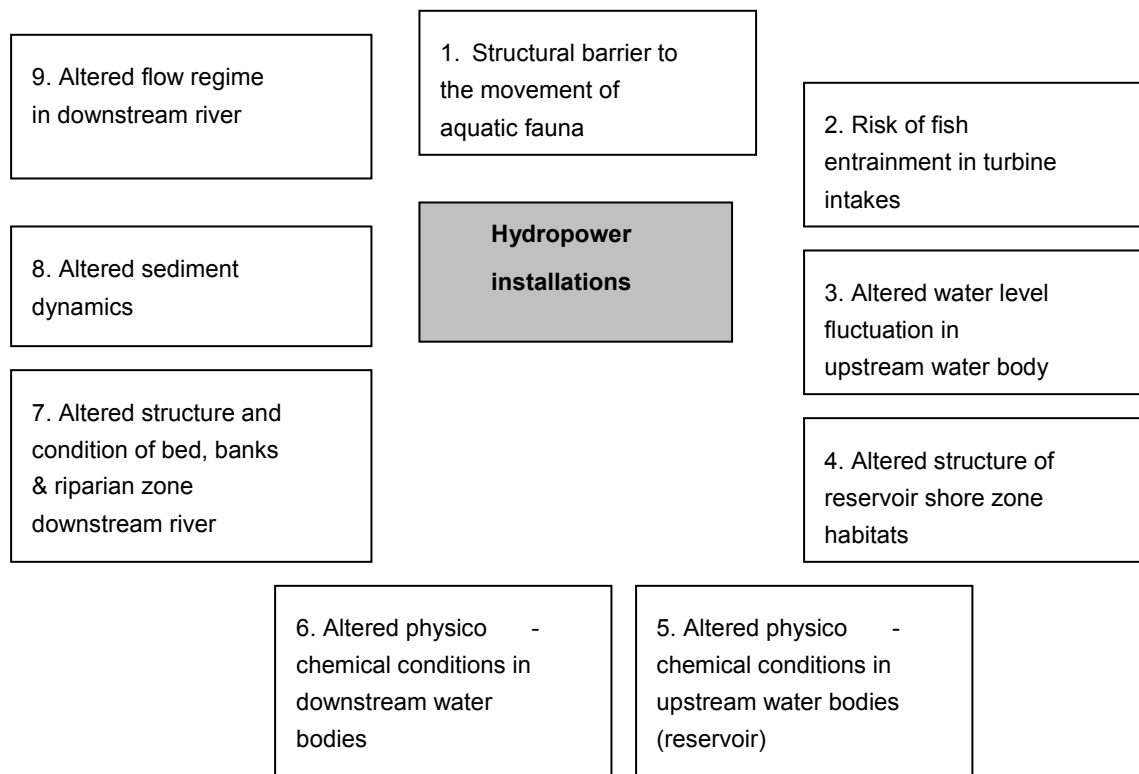 1. Structural barrier to
the movement of
aquatic fauna
2. Risk of fish
entrainment in turbine
intakes
3. Altered water level
fluctuation in
upstream water body
4. Altered structure of
reservoir shore zone
habitats
5. Altered physico -
chemical conditions in
upstream water bodies
(reservoir)
6. Altered physico -
chemical conditions in
downstream water
bodies
7. Altered structure and
condition of bed, banks
& riparian zone
downstream river
8. Altered sediment
dynamics
9. Altered flow regime
in downstream river
Hydropower
installations